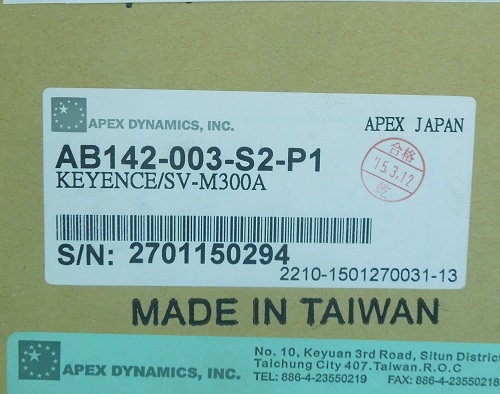 APEX DYNAMICS, INC.
APEX JAPAN
AB142-003-S2-P1
KEYENCE/SV-M300A
合格
'15.3.12
乾
S/N: 2701150294
2210-1501270031-13
MADE IN TAIWAN
APEX DYNAMICS, INC.
No. 10, Keyuan 3rd Road, Situn District
Taichung City 407.Taiwan.R.O.C
TEL: 886-4-23550219 FAX: 886-4-23550218